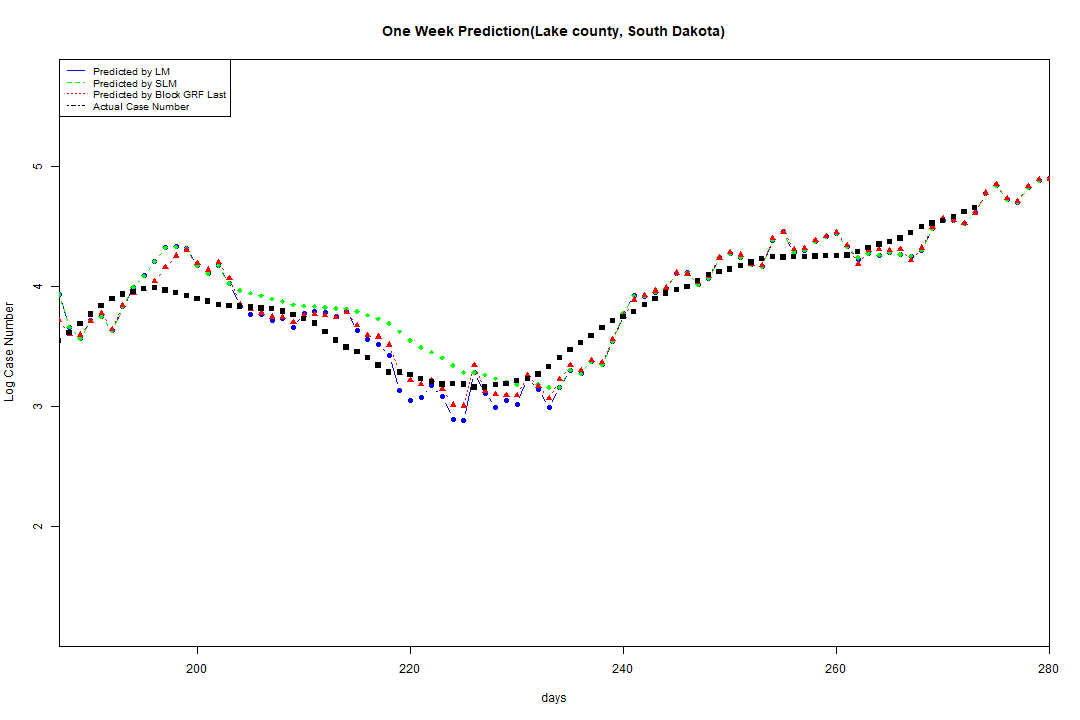 One Week Prediction(Lake county, South Dakota)
Predicted by LM
Predicted by SLM
Predicted by Block GRF Last
Actual Case Number
5
4
3
2
Log Case Number
200
220
240
260
280
days